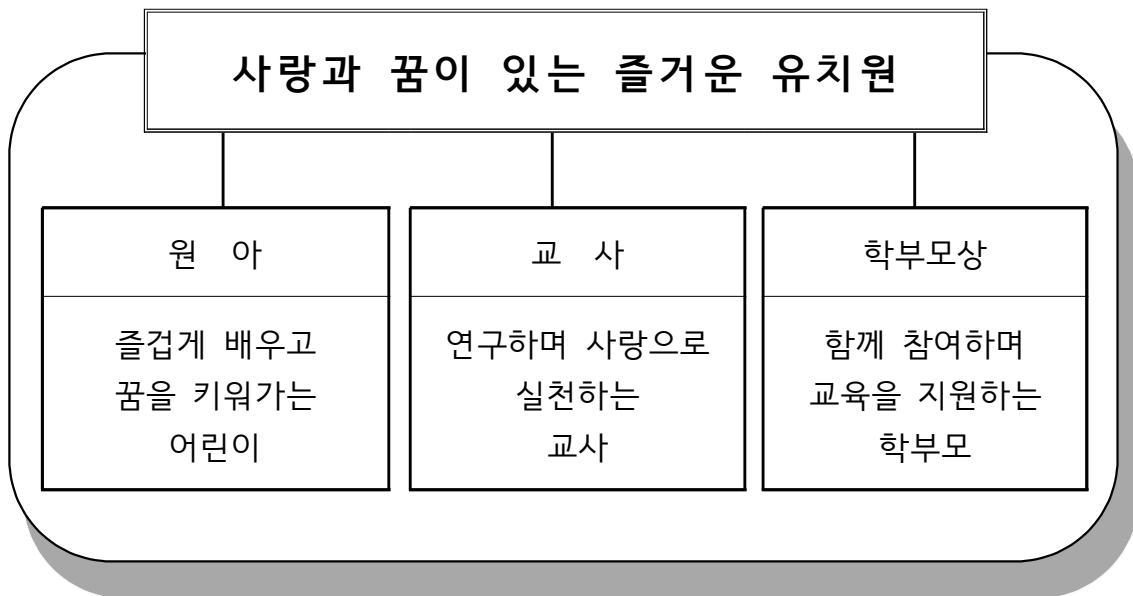 사랑과 꿈이 있는 즐거운 유치원
원 아
즐겁게 배우고
꿈을 키워가는
어린이
교 사
연구하며 사랑으로
실천하는
교사
학부모상
함께 참여하며
교육을 지원하는
학부모